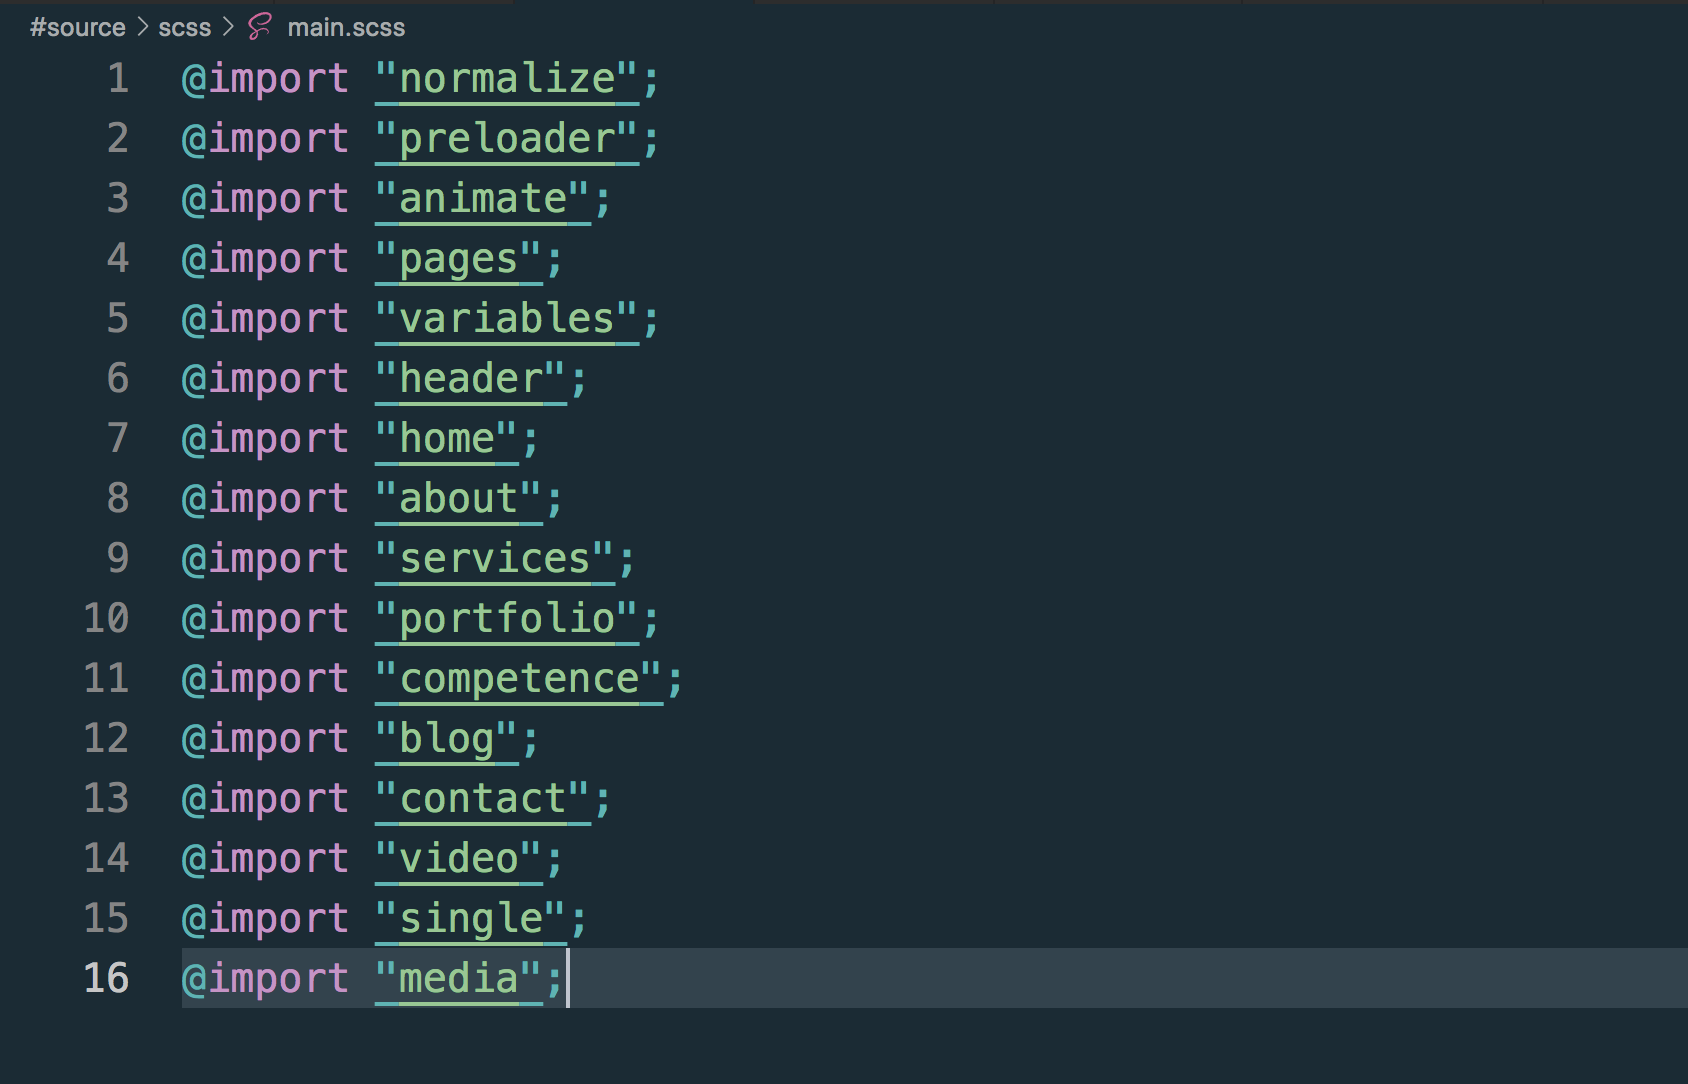 #source > scss > main.scss
1 @import "normalize";
2 @import "preloader";
3 @import "animate";
4 @import "pages";
5 @import "variables";
6 @import "header";
7 @import "home";
8 @import "about";
9 @import "services";
10 @import "portfolio";
11 @import "competence";
12 @import "blog";
13 @import "contact";
14 @import "video";
15 @import "single";
16 @import "media";